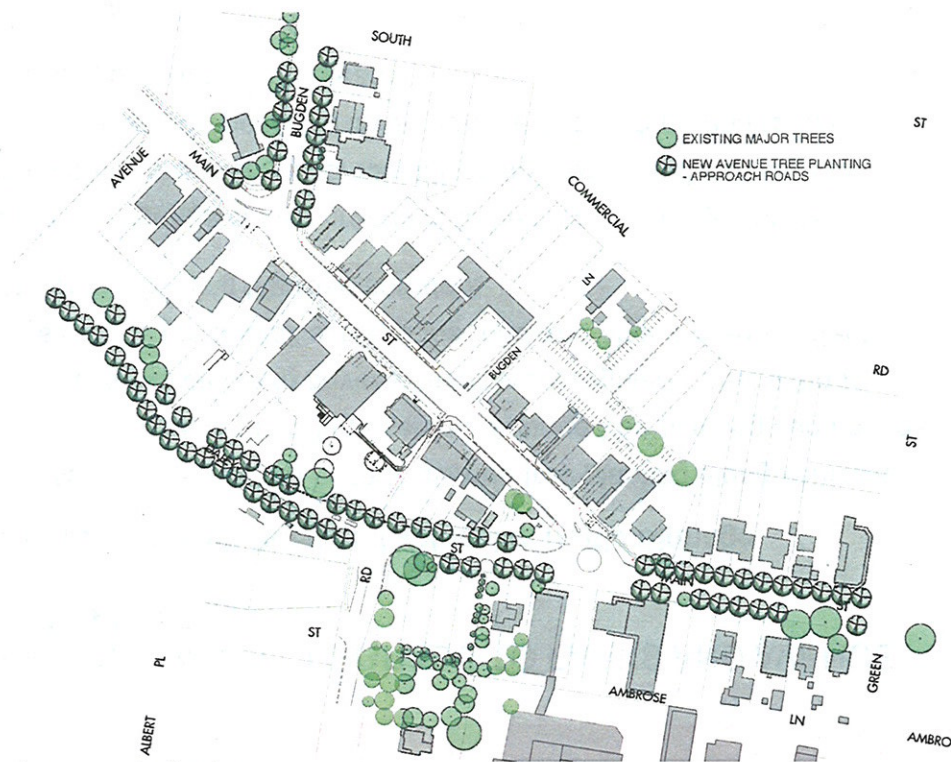 SOUTH
ST
BUGDEN
EXISTING MAJOR TREES
NEW AVENUE TREE PLANTING
- APPROACH ROADS
AVENUE
MAIN
COMMERCIAL
LN
ST
BUGDEN
RD
ST
ST
RD
MAIN
ST
ST
PL
GREEN
AMBROSE
LN
ALBERT
AMBRO